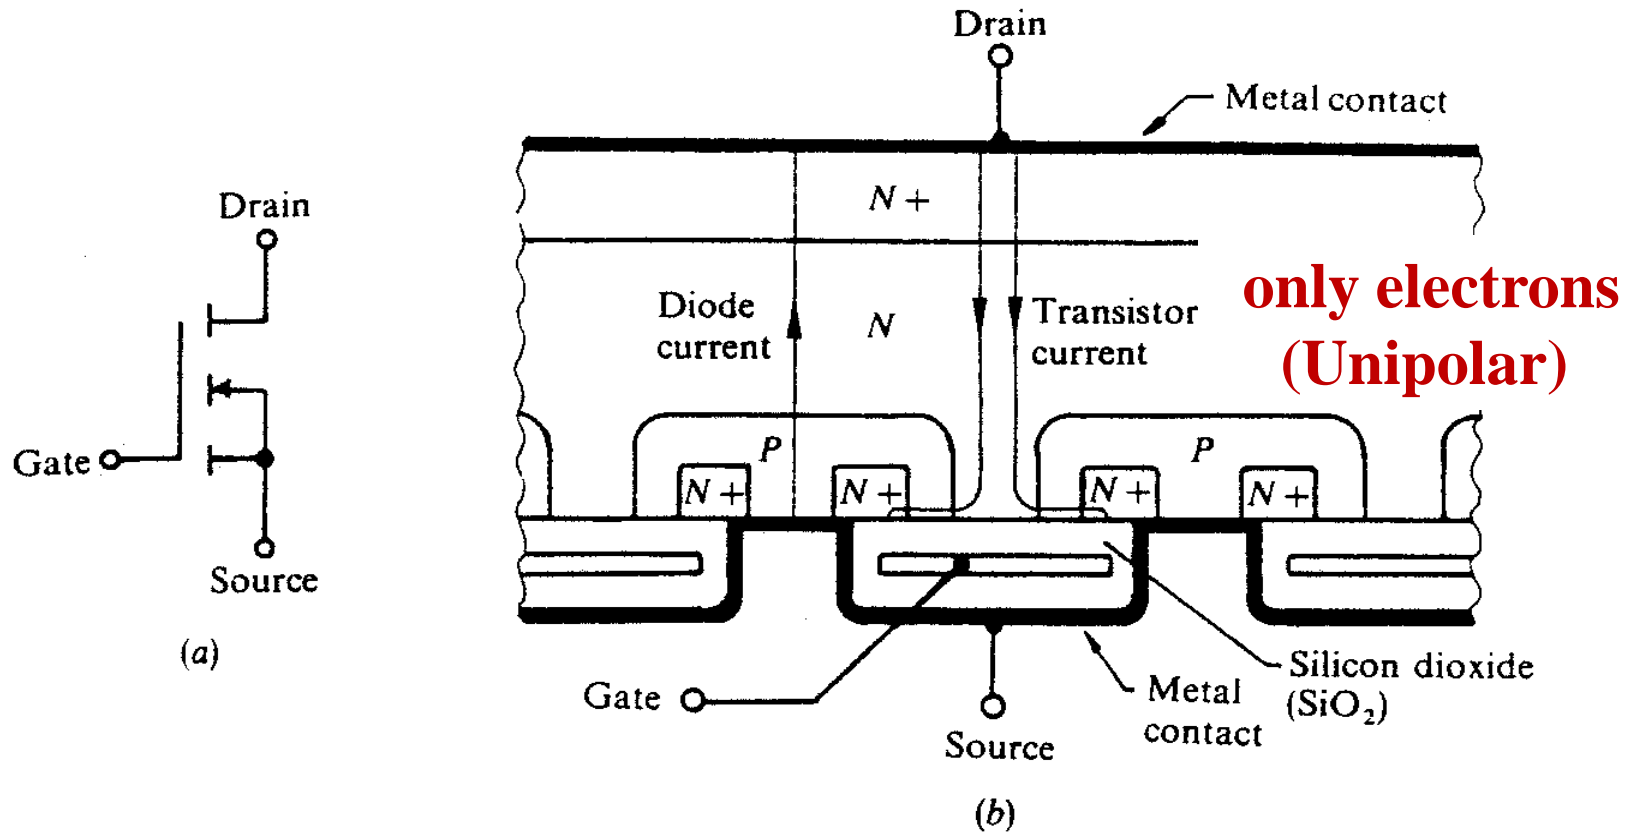 Drain
Gate
Source
(a)
Drain
Metal contact
N+
Diode
current
N
Transistor
current
only electrons
(Unipolar)
P
P
N+
N+
N+
N+
Gate
Source
Metal
contact
Silicon dioxide
(SiO₂)
(b)